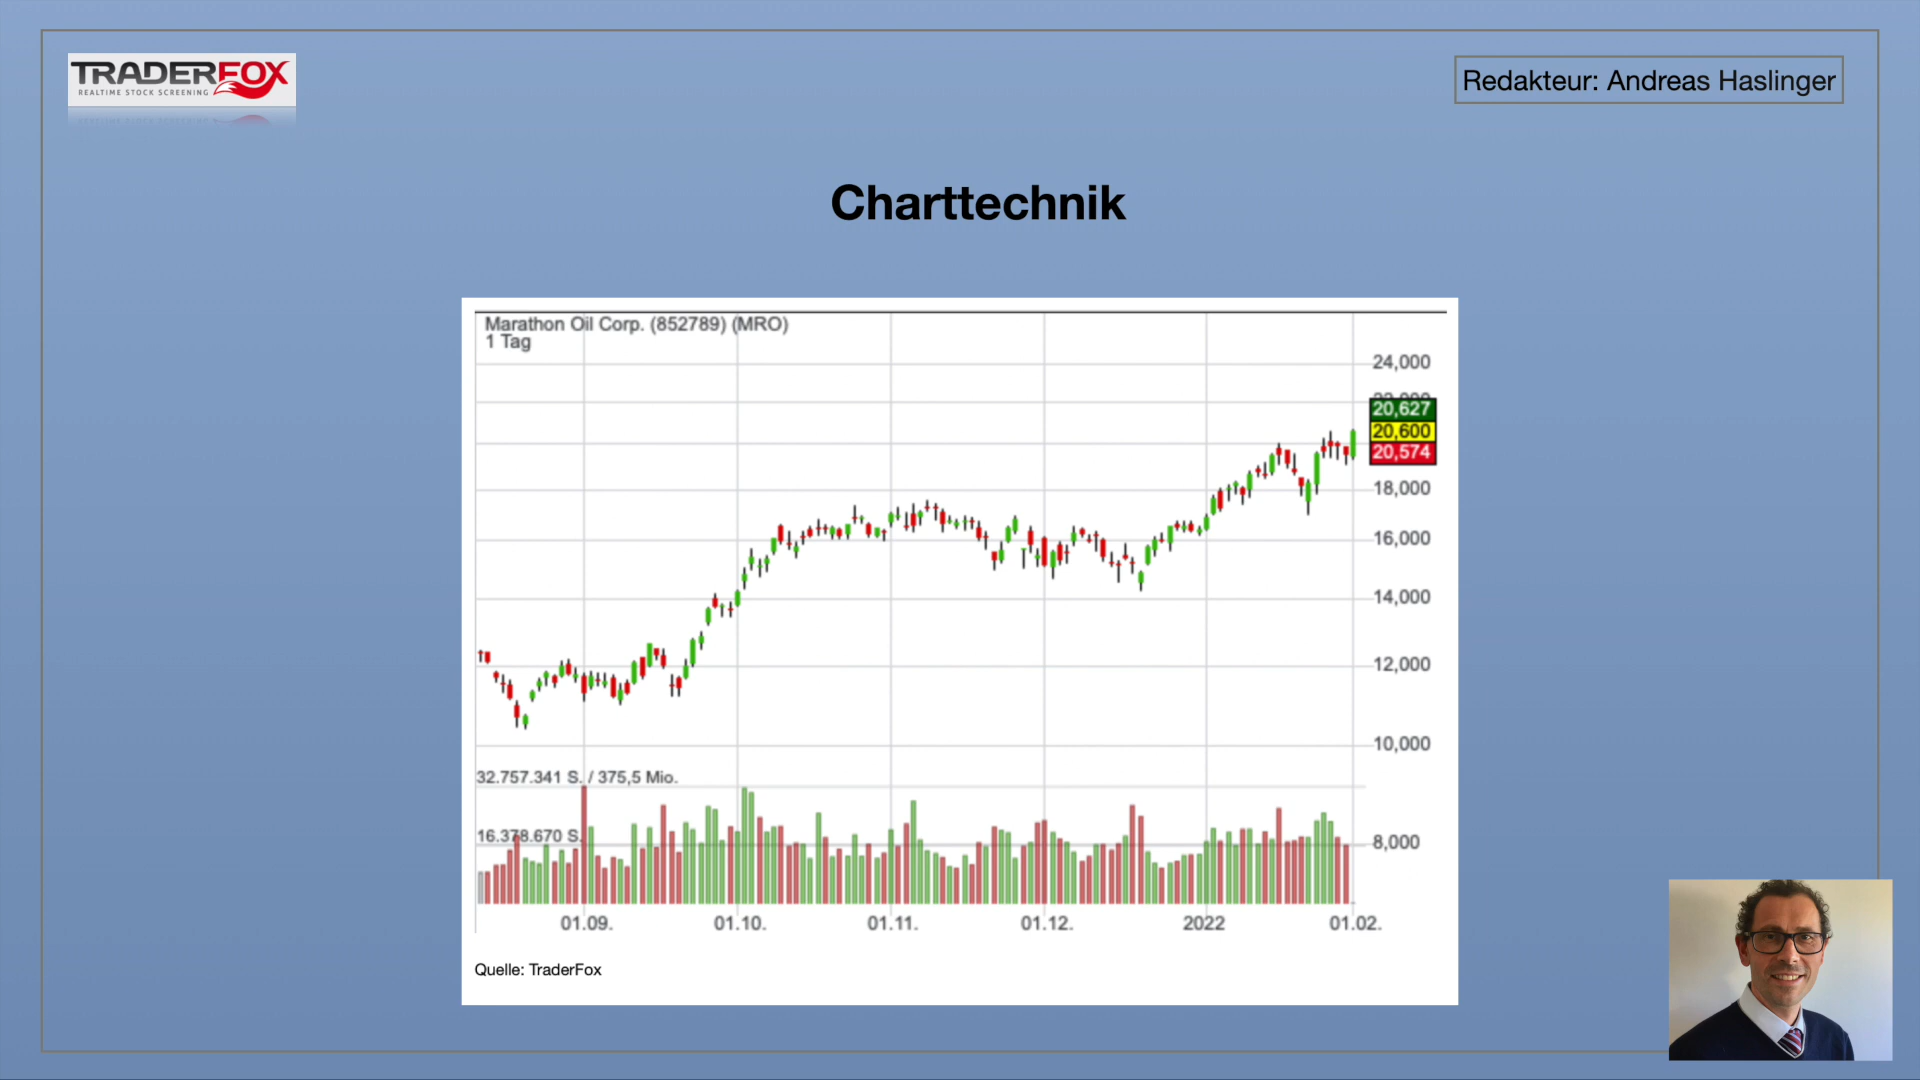 TRADERFOX
REALTIME STOCK SCREENING
Redakteur: Andreas Haslinger
Charttechnik
Marathon Oil Corp. (852789) (MRO)
1 Tag
24,000
20,627
20,600
20,574
18,000
16,000
14,000
12,000
10,000
32.757.341 S. / 375,5 Mio.
16.378.670 S.
8,000
01.09. 01.10. 01.11. 01.12. 2022 01.02.
Quelle: TraderFox